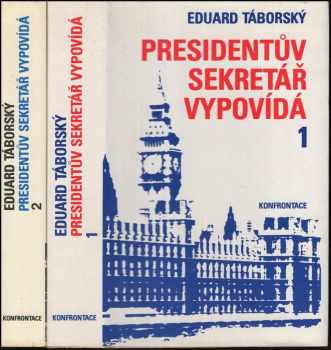 EDUARD TÁBORSKÝ
PRESIDENTŮV SEKRETÁŘ VYPOVÍDÁ
2
KONFRONTACE
EDUARD TÁBORSKÝ
PRESIDENTŮV SEKRETÁŘ VYPOVÍDÁ
1
KONFRONTACE
EDUARD TÁBORSKÝ
PRESIDENTŮV
SEKRETÁŘ
VYPOVÍDÁ
1
KONFRONTACE